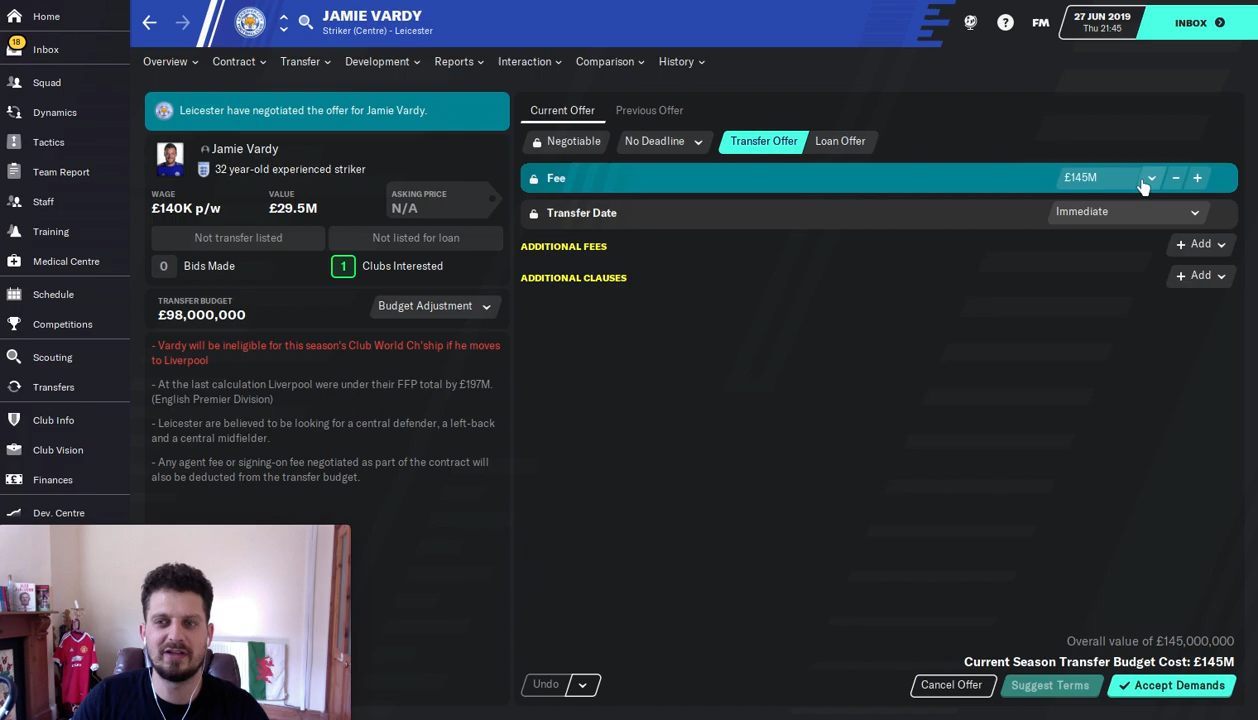 Home
18
Inbox
Squad
Dynamics
Tactics
Team Report
Staff
Training
Medical Centre
Schedule
Competitions
Scouting
Transfers
Club Info
Club Vision
Finances
Dev. Centre
JAMIE VARDY
Striker (Centre) - Leicester
?
FM
27 JUN 2019
Thu 21:45
INBOX
Overview
Contract
Transfer
Development
Reports
Interaction
Comparison
History
Leicester have negotiated the offer for Jamie Vardy.
Jamie Vardy
32 year-old experienced striker
WAGE
£140K p/w
VALUE
£29.5M
ASKING PRICE
N/A
Not transfer listed
Not listed for loan
0 Bids Made
1 Clubs Interested
TRANSFER BUDGET
£98,000,000
Budget Adjustment
- Vardy will be ineligible for this season's Club World Ch'ship if he moves
to Liverpool
- At the last calculation Liverpool were under their FFP total by £197M.
(English Premier Division)
- Leicester are believed to be looking for a central defender, a left-back
and a central midfielder.
- Any agent fee or signing-on fee negotiated as part of the contract will
also be deducted from the transfer budget.
Current Offer
Previous Offer
Negotiable
No Deadline
Transfer Offer
Loan Offer
Fee
£145M
Transfer Date
Immediate
ADDITIONAL FEES
+ Add
ADDITIONAL CLAUSES
+ Add
Overall value of £145,000,000
Current Season Transfer Budget Cost: £145M
Undo
Cancel Offer
Suggest Terms
Accept Demands